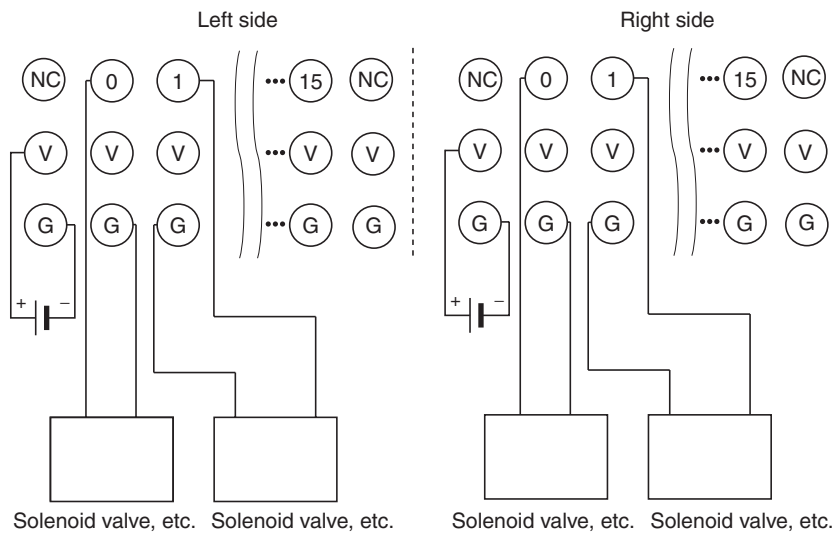 Left side Right side
NC 0 1 ••• 15 NC NC 0 1 ••• 15 NC
V V V ••• V V V V V ••• V V
G G G ••• G G G G G ••• G G
+ − + −
Solenoid valve, etc. Solenoid valve, etc. Solenoid valve, etc. Solenoid valve, etc.